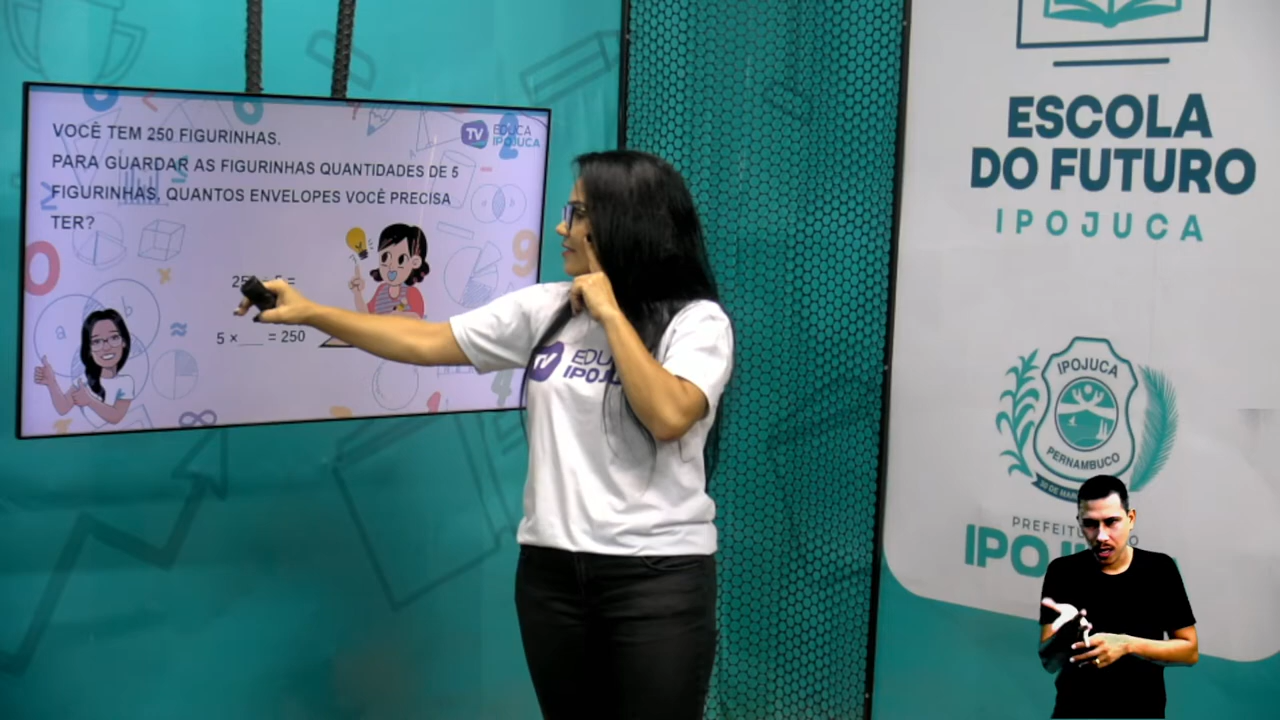 VOCÊ TEM 250 FIGURINHAS.
PARA GUARDAR AS FIGURINHAS QUANTIDADES DE 5
FIGURINHAS, QUANTOS ENVELOPES VOCÊ PRECISA
TER?
5 ×___ = 250
TV EDUCA
IPOJUCA
TV
ESCOLA
DO FUTURO
IPOJUCA
IPOJUCA
PERNAMBUCO